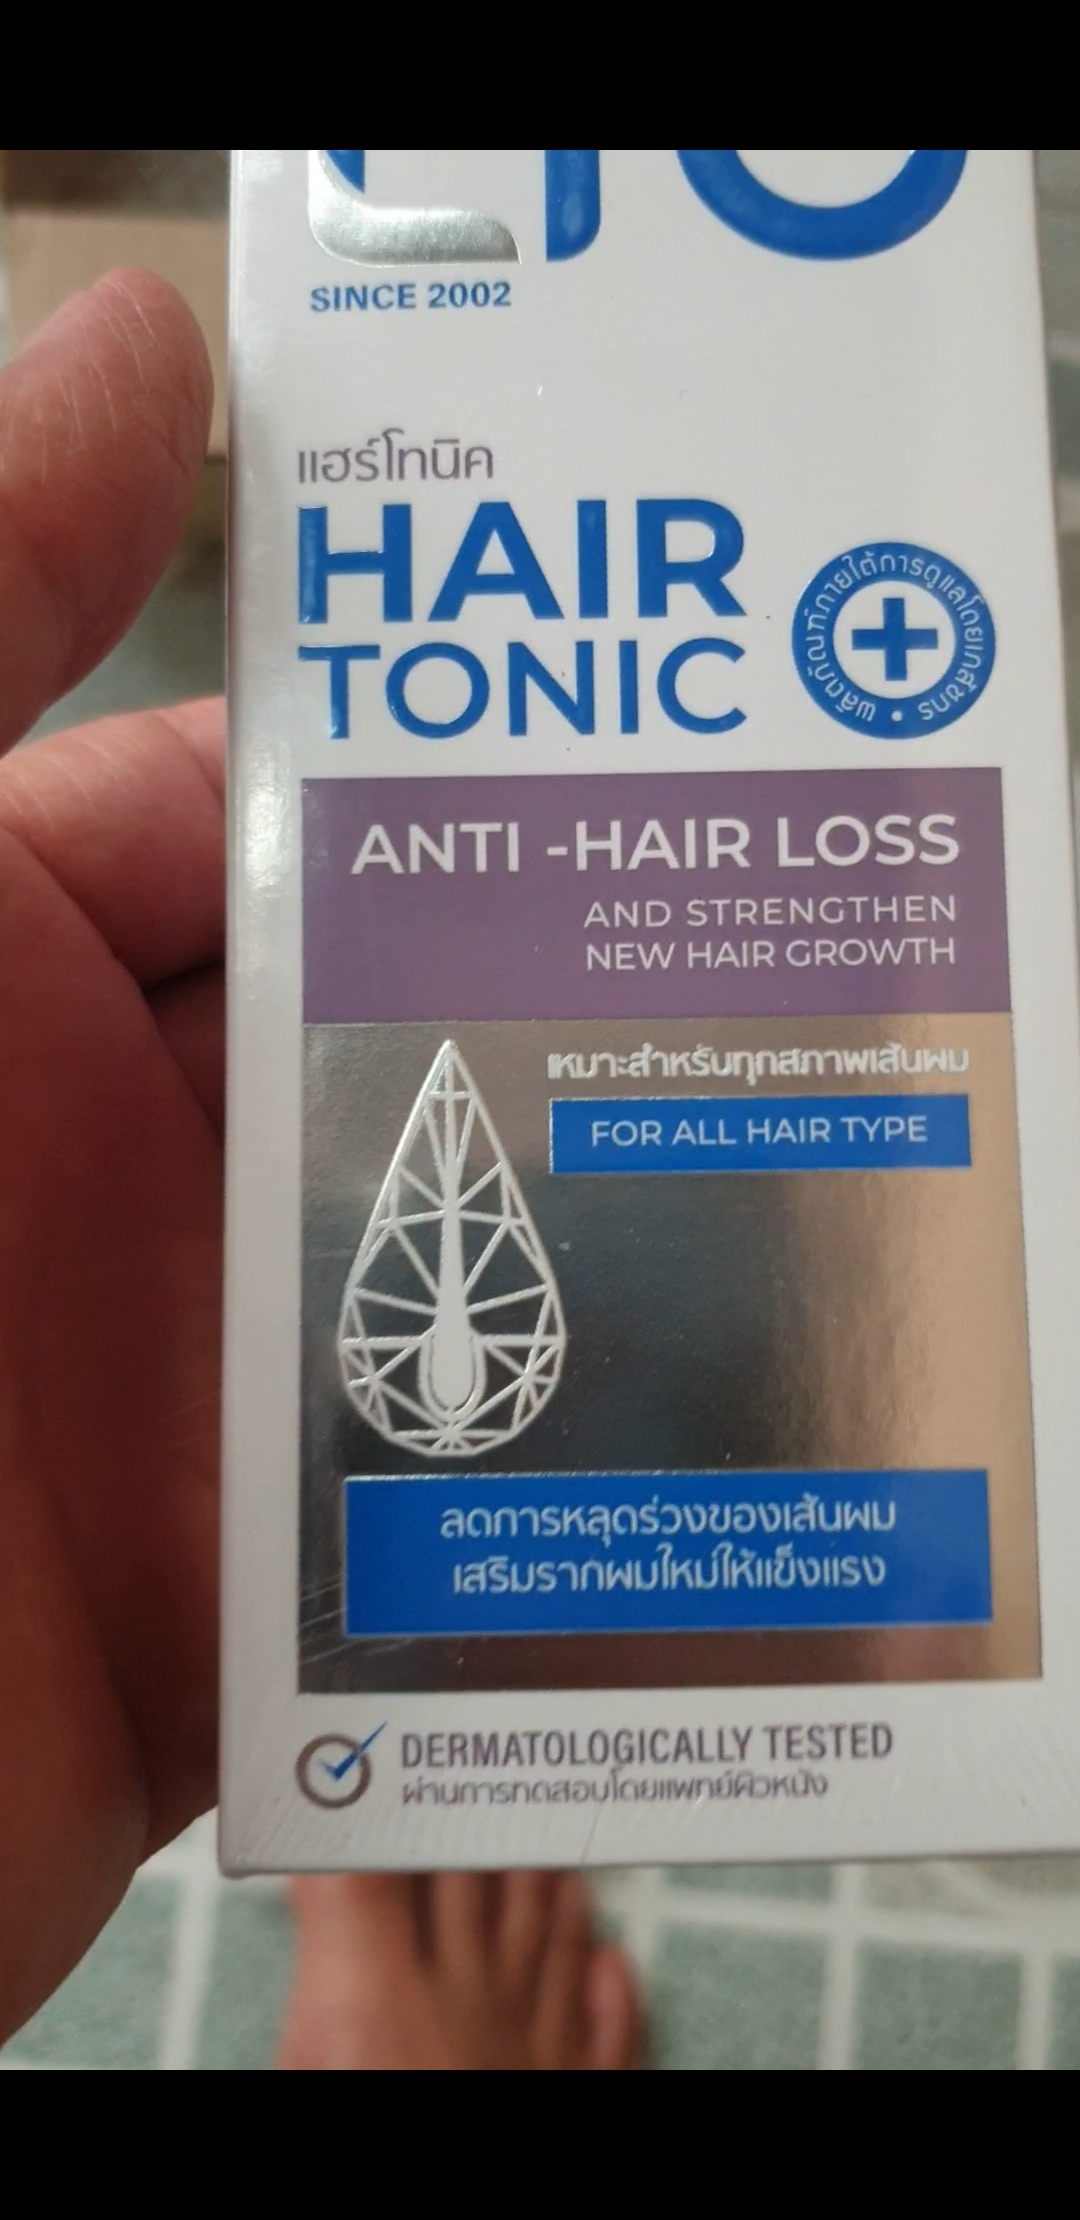 SINCE 2002
แฮร์โทนิค
HAIR
TONIC
ผลิตภัณฑ์ภายใต้การดูแลโดยเภสัชกร
ANTI -HAIR LOSS
AND STRENGTHEN
NEW HAIR GROWTH
เหมาะสำหรับทุกสภาพเส้นผม
FOR ALL HAIR TYPE
ลดการหลุดร่วงของเส้นผม
เสริมรากผมใหม่ให้แข็งแรง
DERMATOLOGICALLY TESTED
ผ่านการทดสอบโดยแพทย์ผิวหนัง